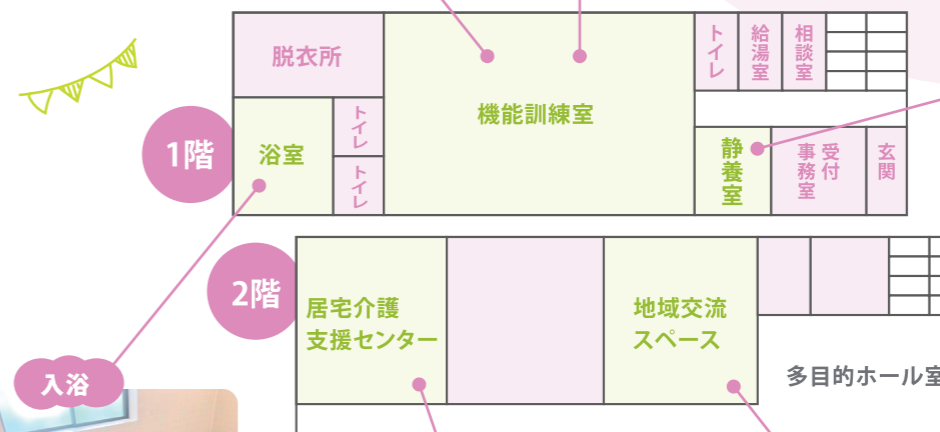 脱衣所
機能訓練室
トイレ
給湯室
相談室
1階
浴室
トイレ
トイレ
静養室
受付
事務室
玄関
2階
居宅介護
支援センター
地域交流
スペース
多目的ホール室
入浴